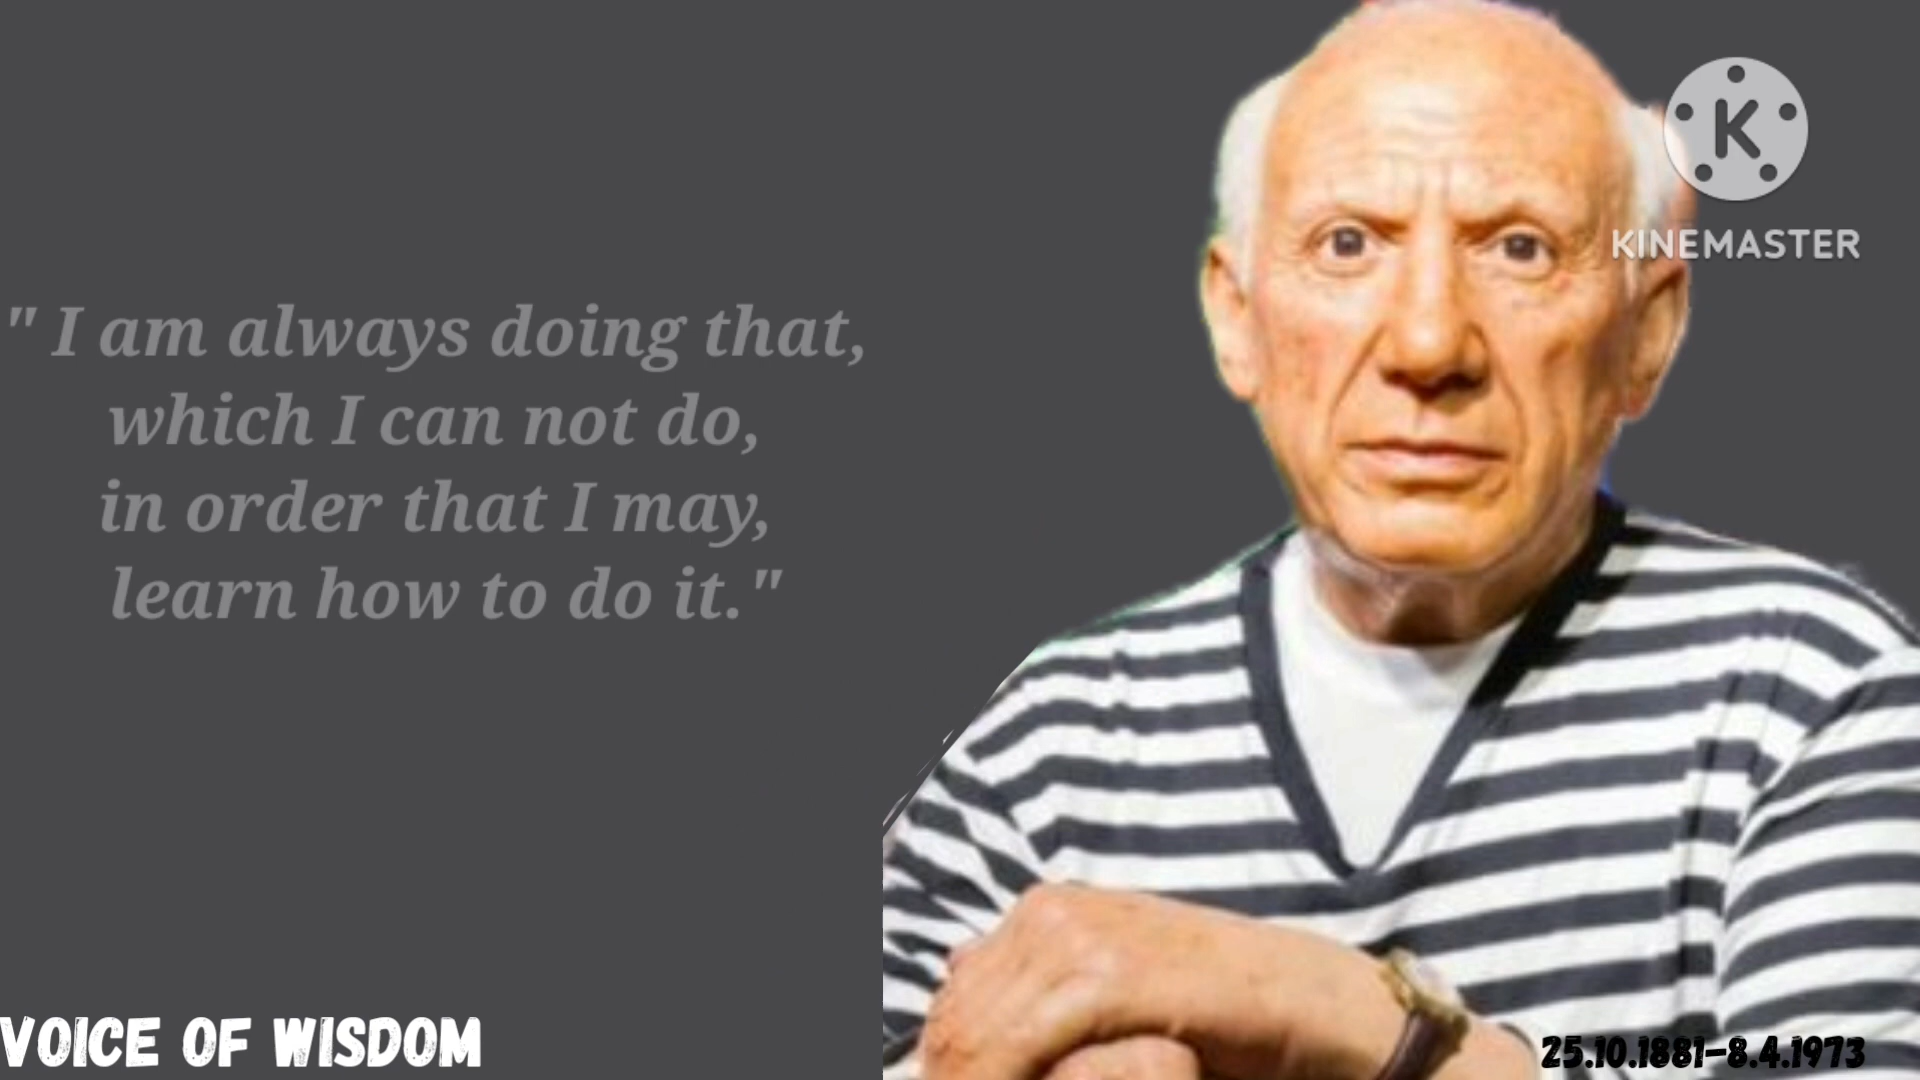 " I am always doing that,
which I can not do,
in order that I may,
learn how to do it."
K
KINEMASTER
VOICE OF WISDOM
25.10.1881-8.4.1973